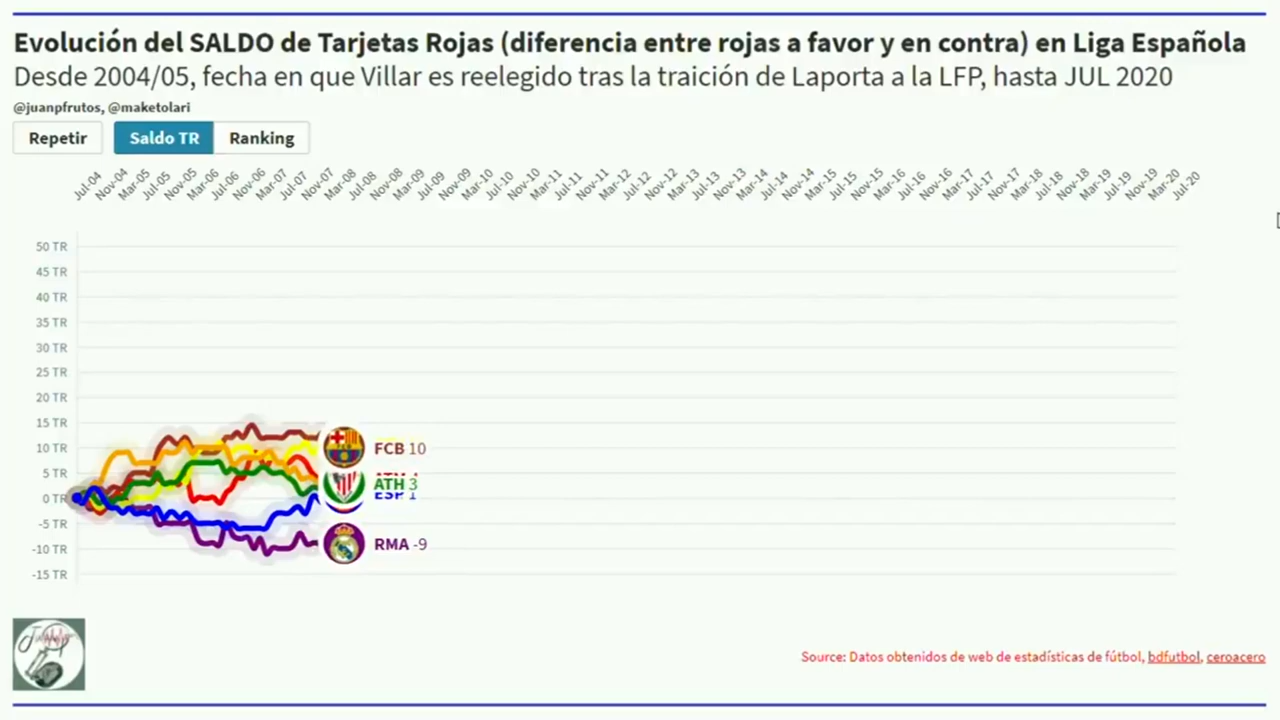 Evolución del SALDO de Tarjetas Rojas (diferencia entre rojas a favor y en contra) en Liga Española
Desde 2004/05, fecha en que Villar es reelegido tras la traición de Laporta a la LFP, hasta JUL 2020
@juanpfrutos, @maketolari
Repetir Saldo TR Ranking
Jul-04 Nov-04 Mar-05 Jul-05 Nov-05 Mar-06 Jul-06 Nov-06 Mar-07 Jul-07 Nov-07 Mar-08 Jul-08 Nov-08 Mar-09 Jul-09 Nov-09 Mar-10 Jul-10 Nov-10 Mar-11 Jul-11 Nov-11 Mar-12 Jul-12 Nov-12 Mar-13 Jul-13 Nov-13 Mar-14 Jul-14 Nov-14 Mar-15 Jul-15 Nov-15 Mar-16 Jul-16 Nov-16 Mar-17 Jul-17 Nov-17 Mar-18 Jul-18 Nov-18 Mar-19 Jul-19 Nov-19 Mar-20 Jul-20
50 TR
45 TR
40 TR
35 TR
30 TR
25 TR
20 TR
15 TR
10 TR
FCB 10
5 TR
ATH 3
0 TR
ESP 1
-5 TR
-10 TR
RMA -9
-15 TR
Source: Datos obtenidos de web de estadísticas de fútbol, bdfutbol, ceroacero